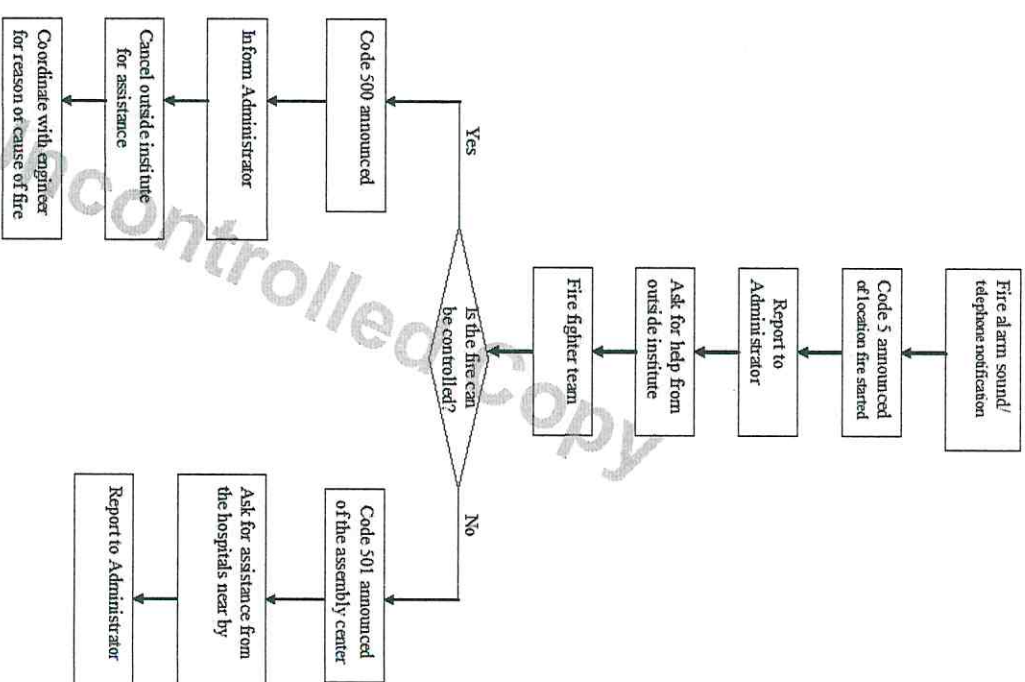 Fire alarm sound/
telephone notification
Code 5 announced
of location fire started
Report to
Administrator
Ask for help from
outside institute
Fire fighter team
Is the fire can
be controlled?
Yes
Code 500 announced
Inform Administrator
Cancel outside institute
for assistance
Coordinate with engineer
for reason or cause of fire
No
Code 501 announced
of the assembly center
Ask for assistance from
the hospitals near by
Report to Administrator
Uncontrolled Copy